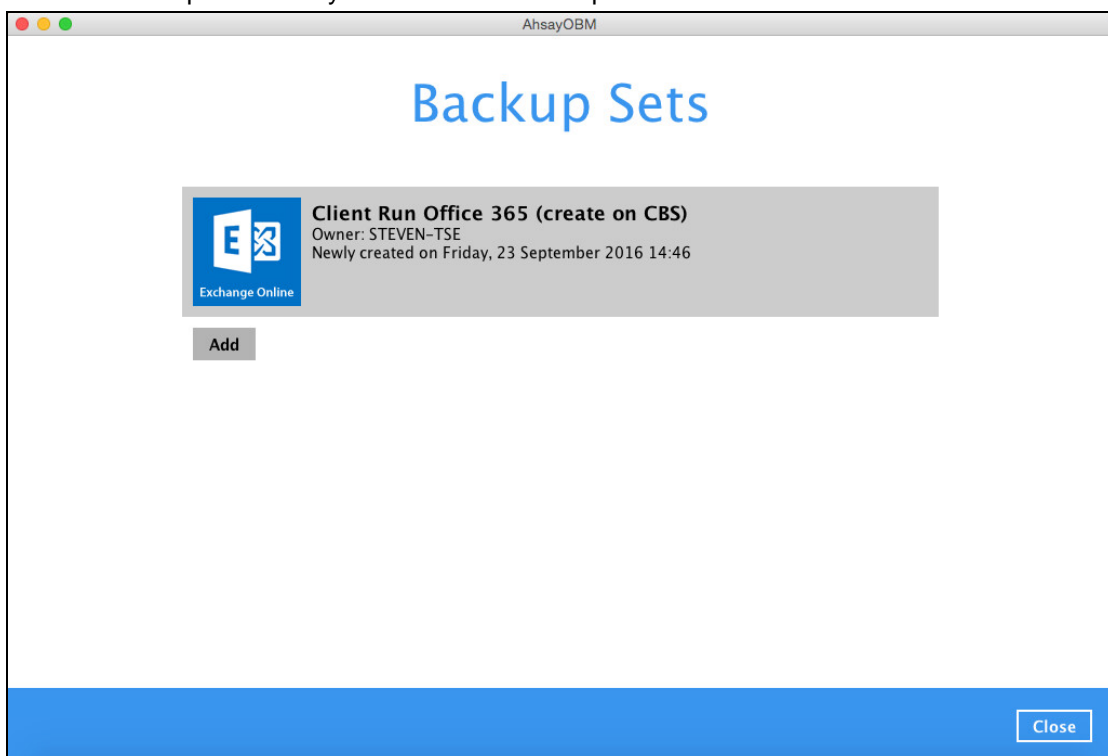 AhsayOBM
Backup Sets
Client Run Office 365 (create on CBS)
Owner: STEVEN-TSE
Newly created on Friday, 23 September 2016 14:46
E
Exchange Online
Add
Close